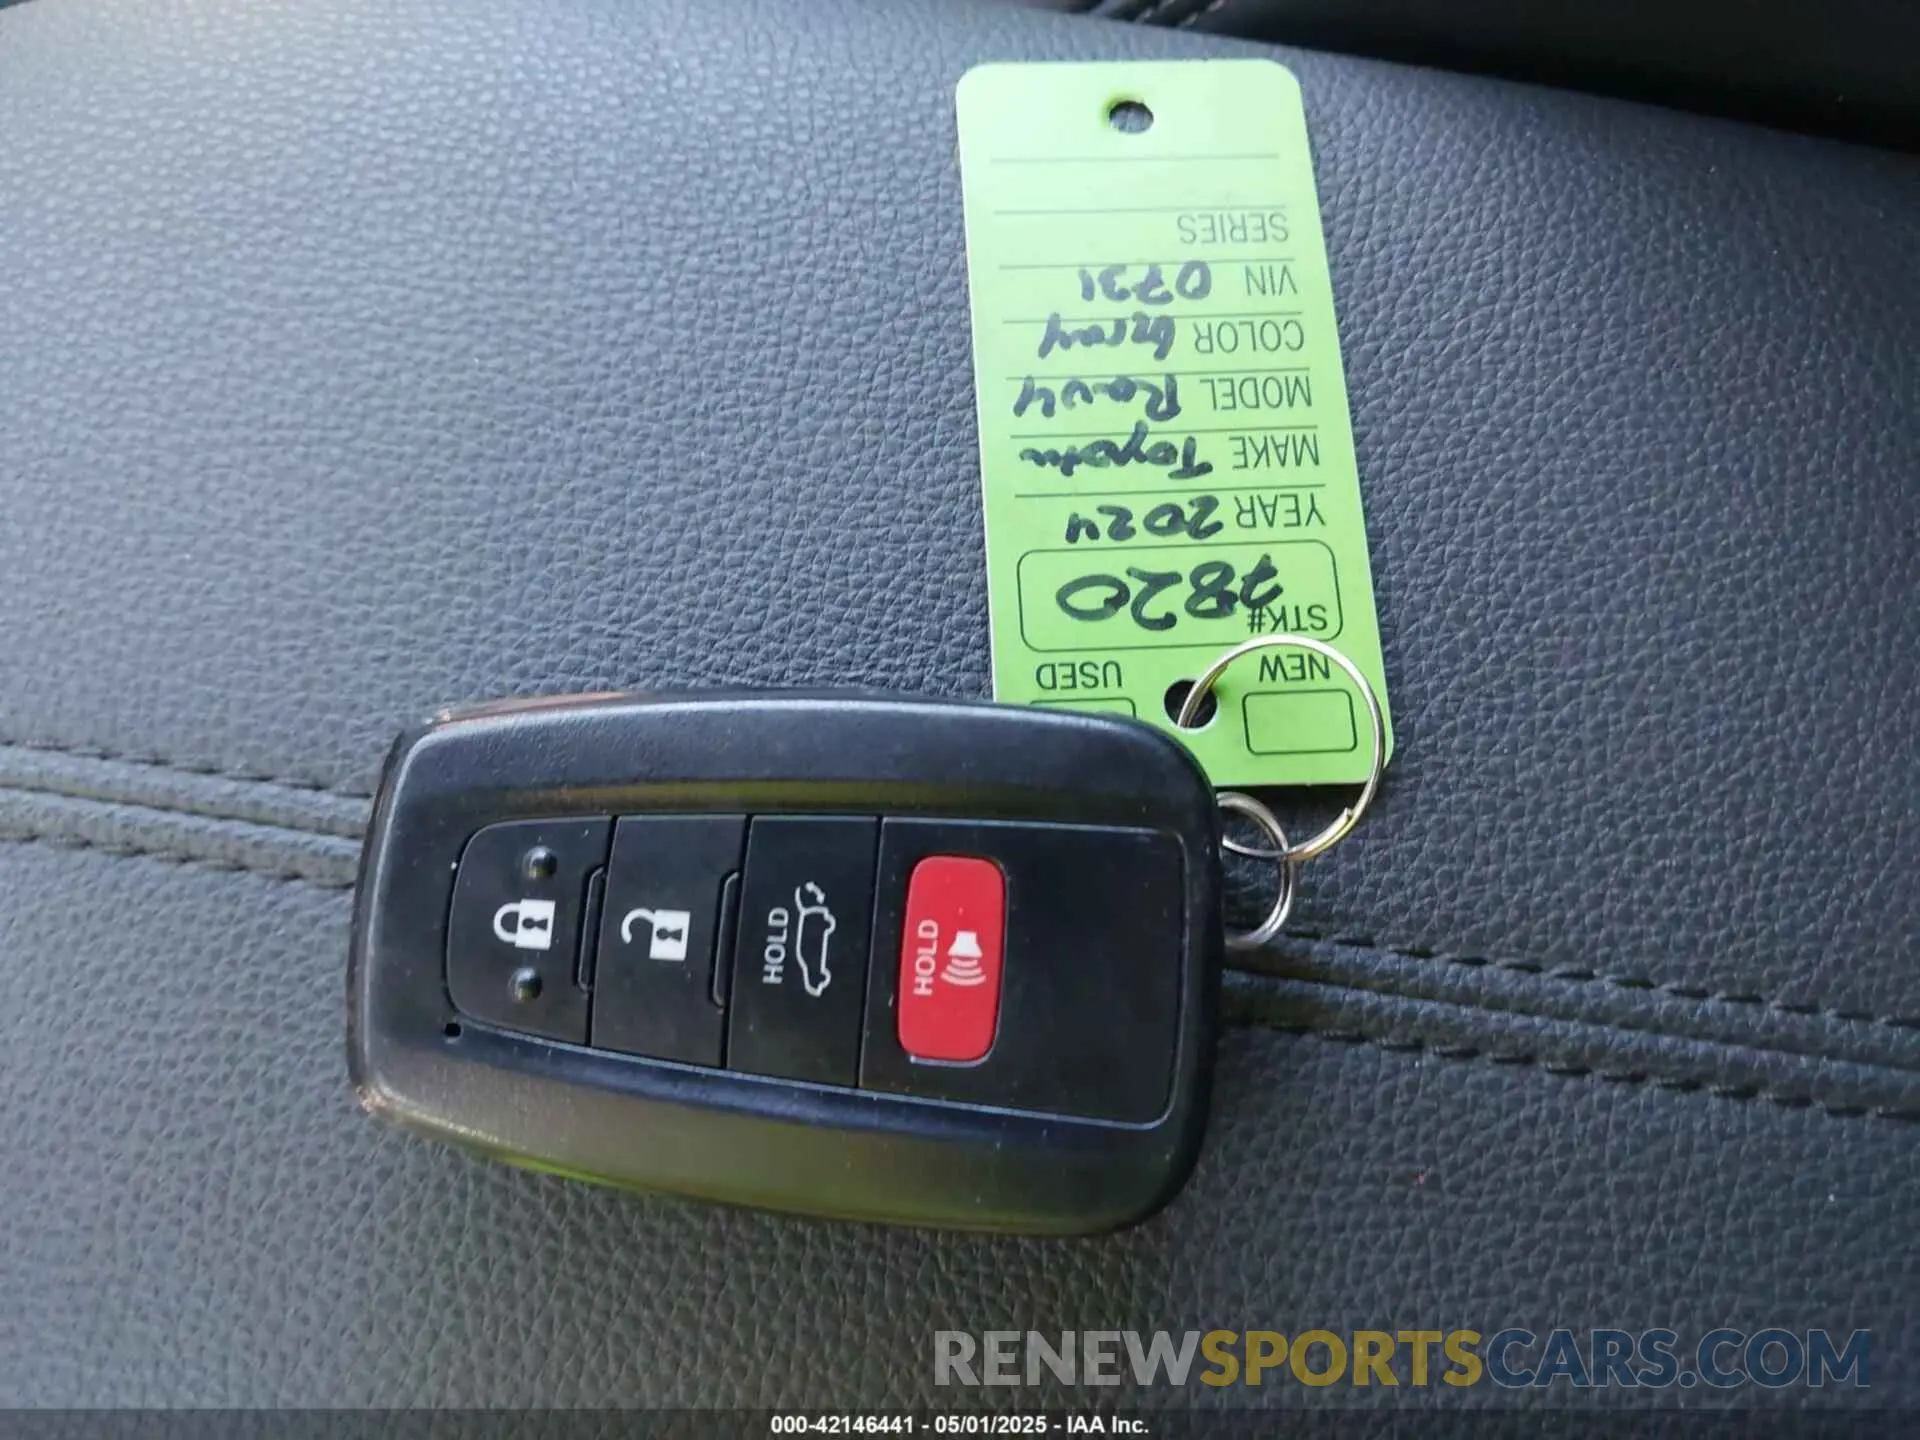 NEW USED
STK# 7820
YEAR 2024
MAKE Toyota
MODEL Rav4
COLOR Gray
VIN 0731
SERIES
HOLD
HOLD
RENEWSPORTSCARS.COM
000-42146441 - 05/01/2025 - IAA Inc.